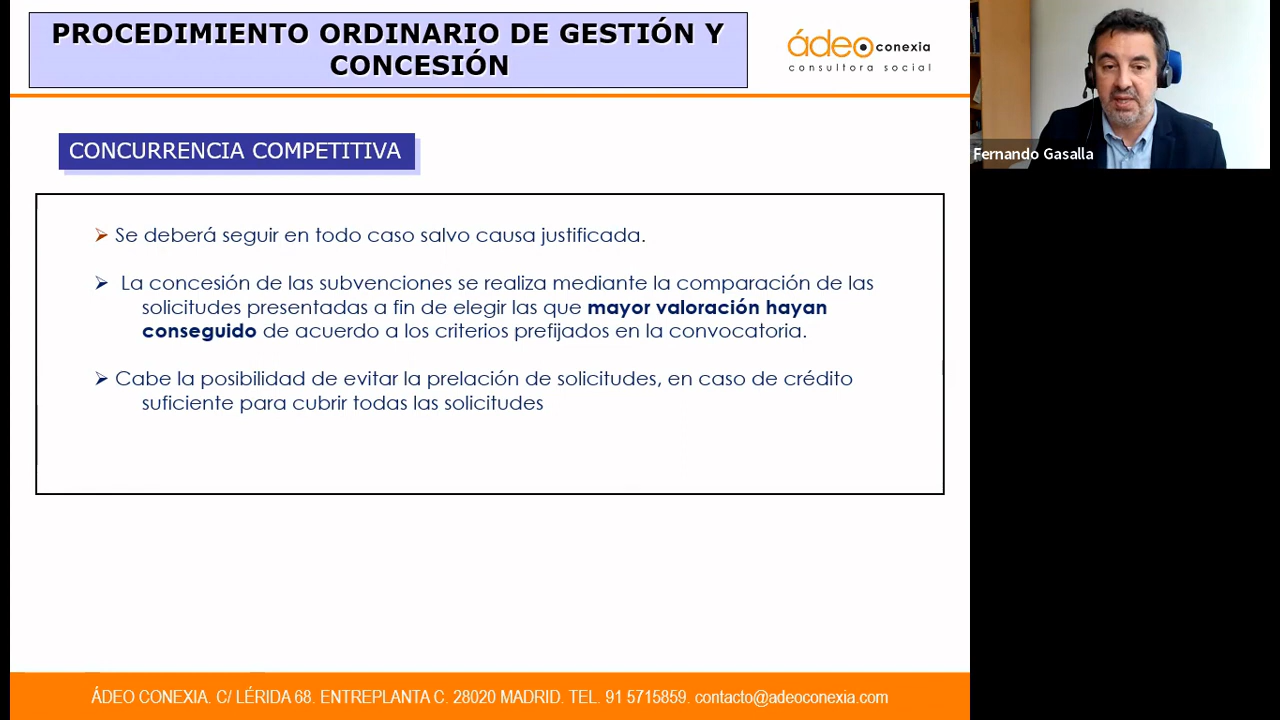 PROCEDIMIENTO ORDINARIO DE GESTIÓN Y
CONCESIÓN
ádeo conexia
consultora social
Fernando Gasalla
CONCURRENCIA COMPETITIVA
➢ Se deberá seguir en todo caso salvo causa justificada.
➢ La concesión de las subvenciones se realiza mediante la comparación de las
solicitudes presentadas a fin de elegir las que mayor valoración hayan
conseguido de acuerdo a los criterios prefijados en la convocatoria.
➢ Cabe la posibilidad de evitar la prelación de solicitudes, en caso de crédito
suficiente para cubrir todas las solicitudes
ÁDEO CONEXIA. C/ LÉRIDA 68. ENTREPLANTA C. 28020 MADRID. TEL. 91 5715859. contacto@adeoconexia.com